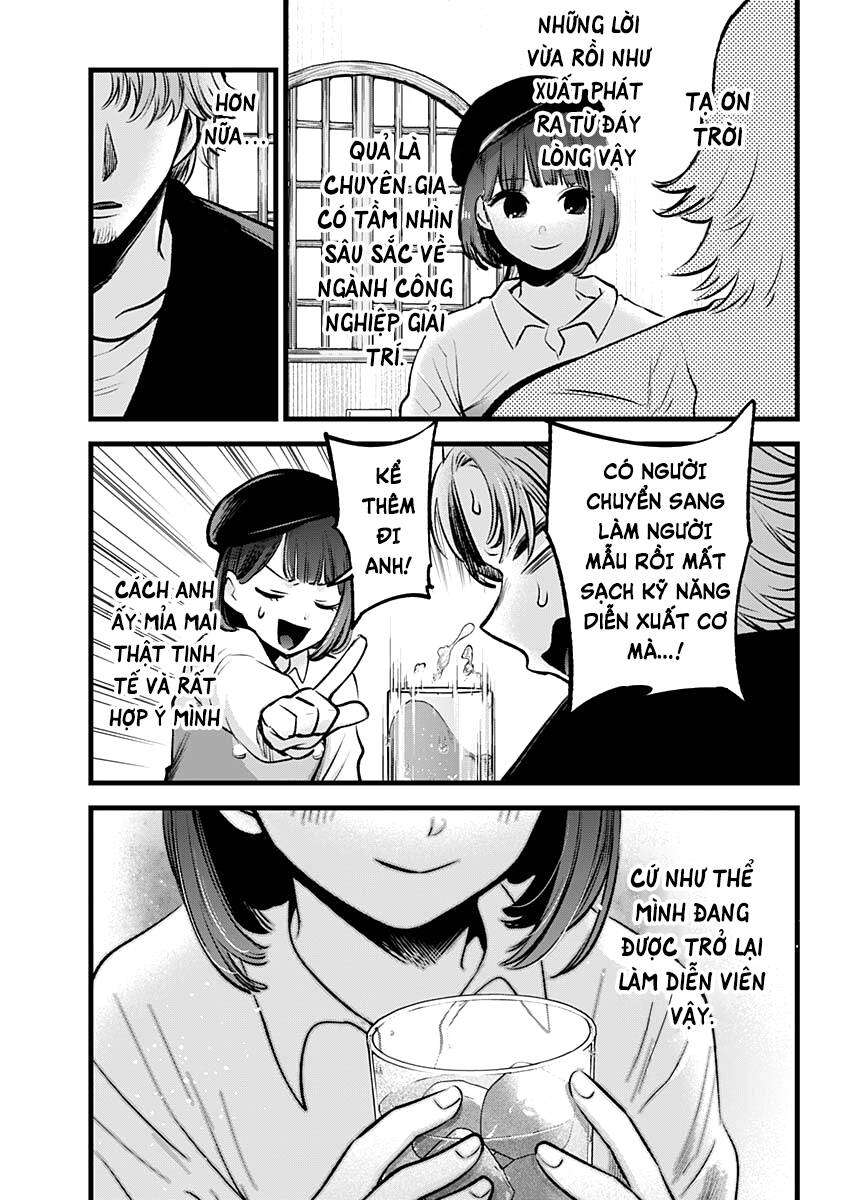 TẠ ƠN
TRỜI
NHỮNG LỜI
VỪA RỒI NHƯ
XUẤT PHÁT
RA TỪ ĐÁY
LÒNG VẬY
QUẢ LÀ
CHUYÊN GIA
CÓ TẦM NHÌN
SÂU SẮC VỀ
NGÀNH CÔNG
NGHIỆP GIẢI
TRÍ.
HƠN
NỮA....
CÓ NGƯỜI
CHUYỂN SANG
LÀM NGƯỜI
MẪU RỒI MẤT
SẠCH KỸ NĂNG
DIỄN XUẤT CƠ
MÀ...!
KỂ
THÊM
ĐI
ANH!
CÁCH ANH
ẤY MỈA MAI
THẬT TINH
TẾ VÀ RẤT
HỢP Ý MÌNH
CỨ NHƯ THỂ
MÌNH ĐANG
ĐƯỢC TRỞ LẠI
LÀM DIỄN VIÊN
VẬY.